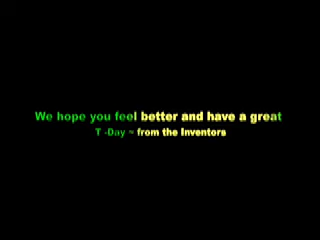 We hope you feel better and have a great
T -Day ~ from the Inventors